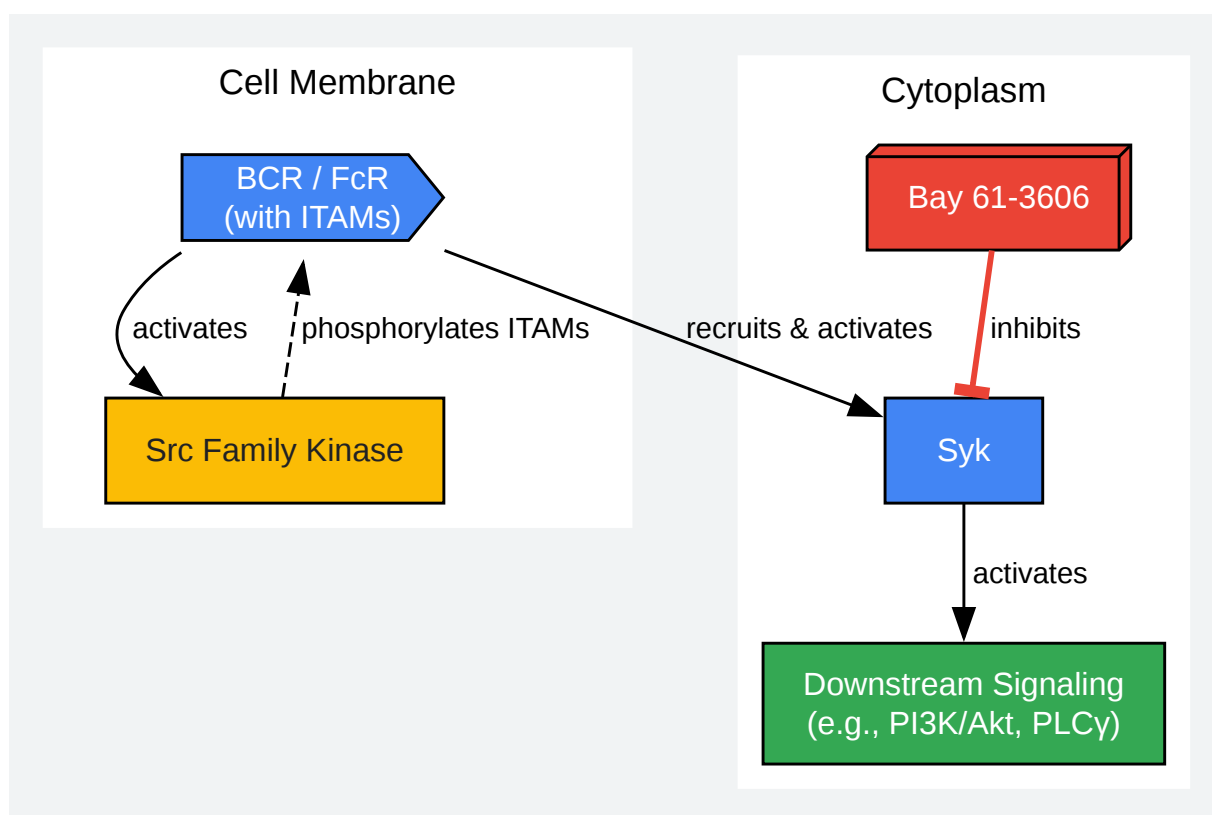 Cell Membrane
Cytoplasm
BCR / FcR
(with ITAMs)
Bay 61-3606
activates
phosphorylates ITAMs
recruits & activates
inhibits
Src Family Kinase
Syk
activates
Downstream Signaling
(e.g., PI3K/Akt, PLCγ)